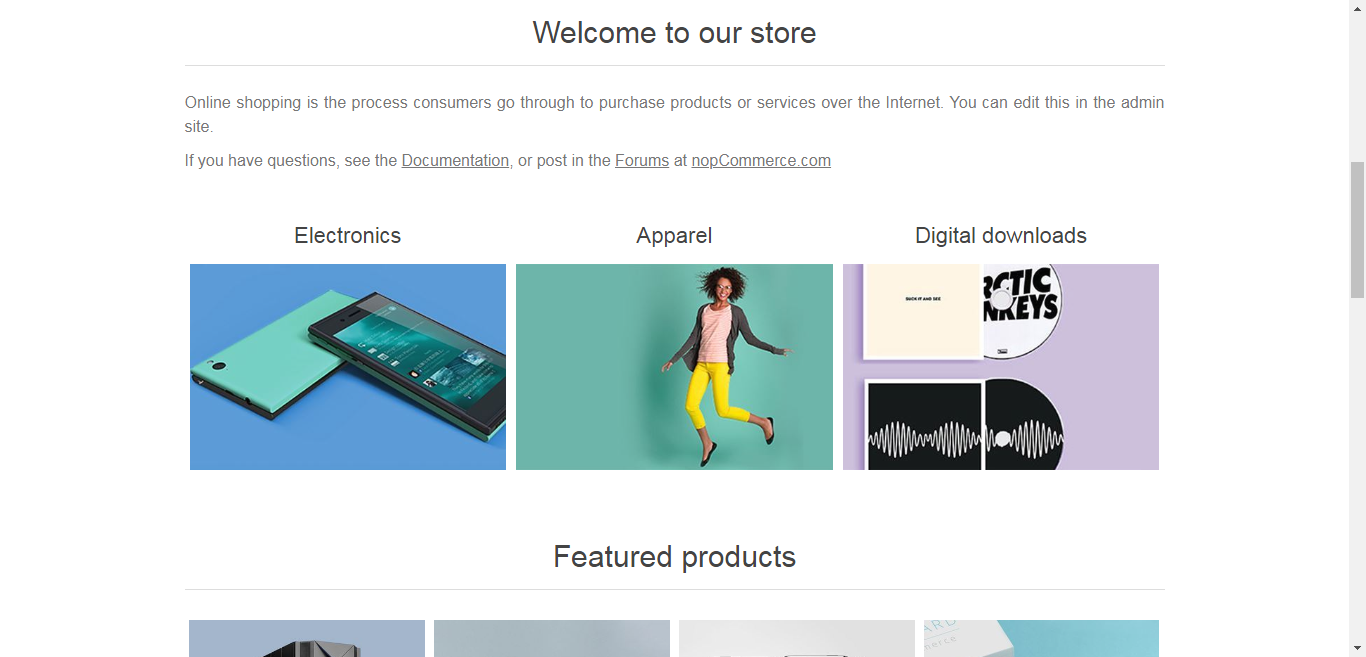 Welcome to our store
Online shopping is the process consumers go through to purchase products or services over the Internet. You can edit this in the admin
site.
If you have questions, see the Documentation, or post in the Forums at nopCommerce.com
Electronics
Apparel
Digital downloads
SUCK IT AND SEE
RCTIC
NKEYS
Featured products
ARD
erce